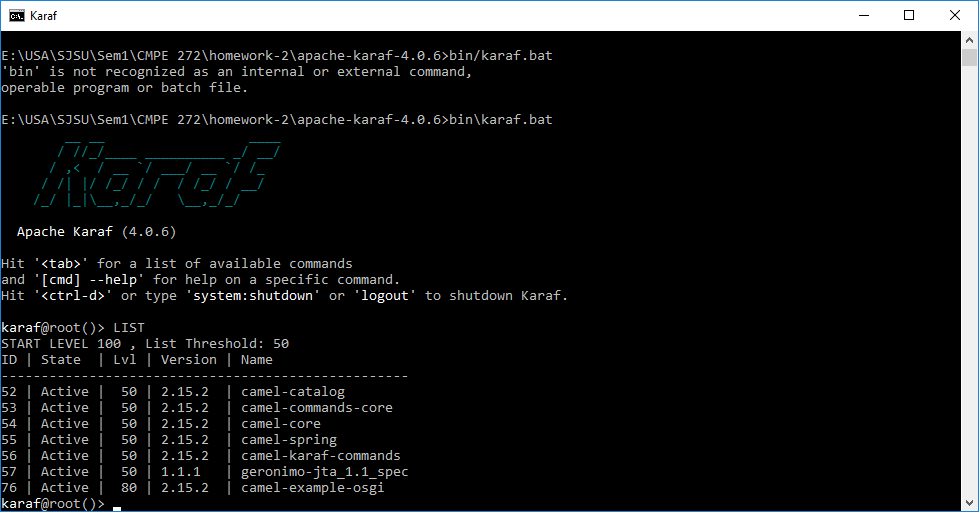 Karaf
E:\USA\SJSU\Sem1\CMPE 272\homework-2\apache-karaf-4.0.6>bin/karaf.bat
'bin' is not recognized as an internal or external command,
operable program or batch file.
E:\USA\SJSU\Sem1\CMPE 272\homework-2\apache-karaf-4.0.6>bin\karaf.bat
        __ __                  ____
       / //_/____ __________ _/ __/
      / ,<  / __ `/ ___/ __ `/ /_
     / /| |/ /_/ / /  / /_/ / __/
    /_/ |_|\__,_/_/   \__,_/_/
  Apache Karaf (4.0.6)
Hit '<tab>' for a list of available commands
and '[cmd] --help' for help on a specific command.
Hit '<ctrl-d>' or type 'system:shutdown' or 'logout' to shutdown Karaf.
karaf@root()> LIST
START LEVEL 100 , List Threshold: 50
ID | State  | Lvl | Version | Name
---------------------------------------------------
52 | Active |  50 | 2.15.2  | camel-catalog
53 | Active |  50 | 2.15.2  | camel-commands-core
54 | Active |  50 | 2.15.2  | camel-core
55 | Active |  50 | 2.15.2  | camel-spring
56 | Active |  50 | 2.15.2  | camel-karaf-commands
57 | Active |  50 | 1.1.1   | geronimo-jta_1.1_spec
76 | Active |  80 | 2.15.2  | camel-example-osgi
karaf@root()>